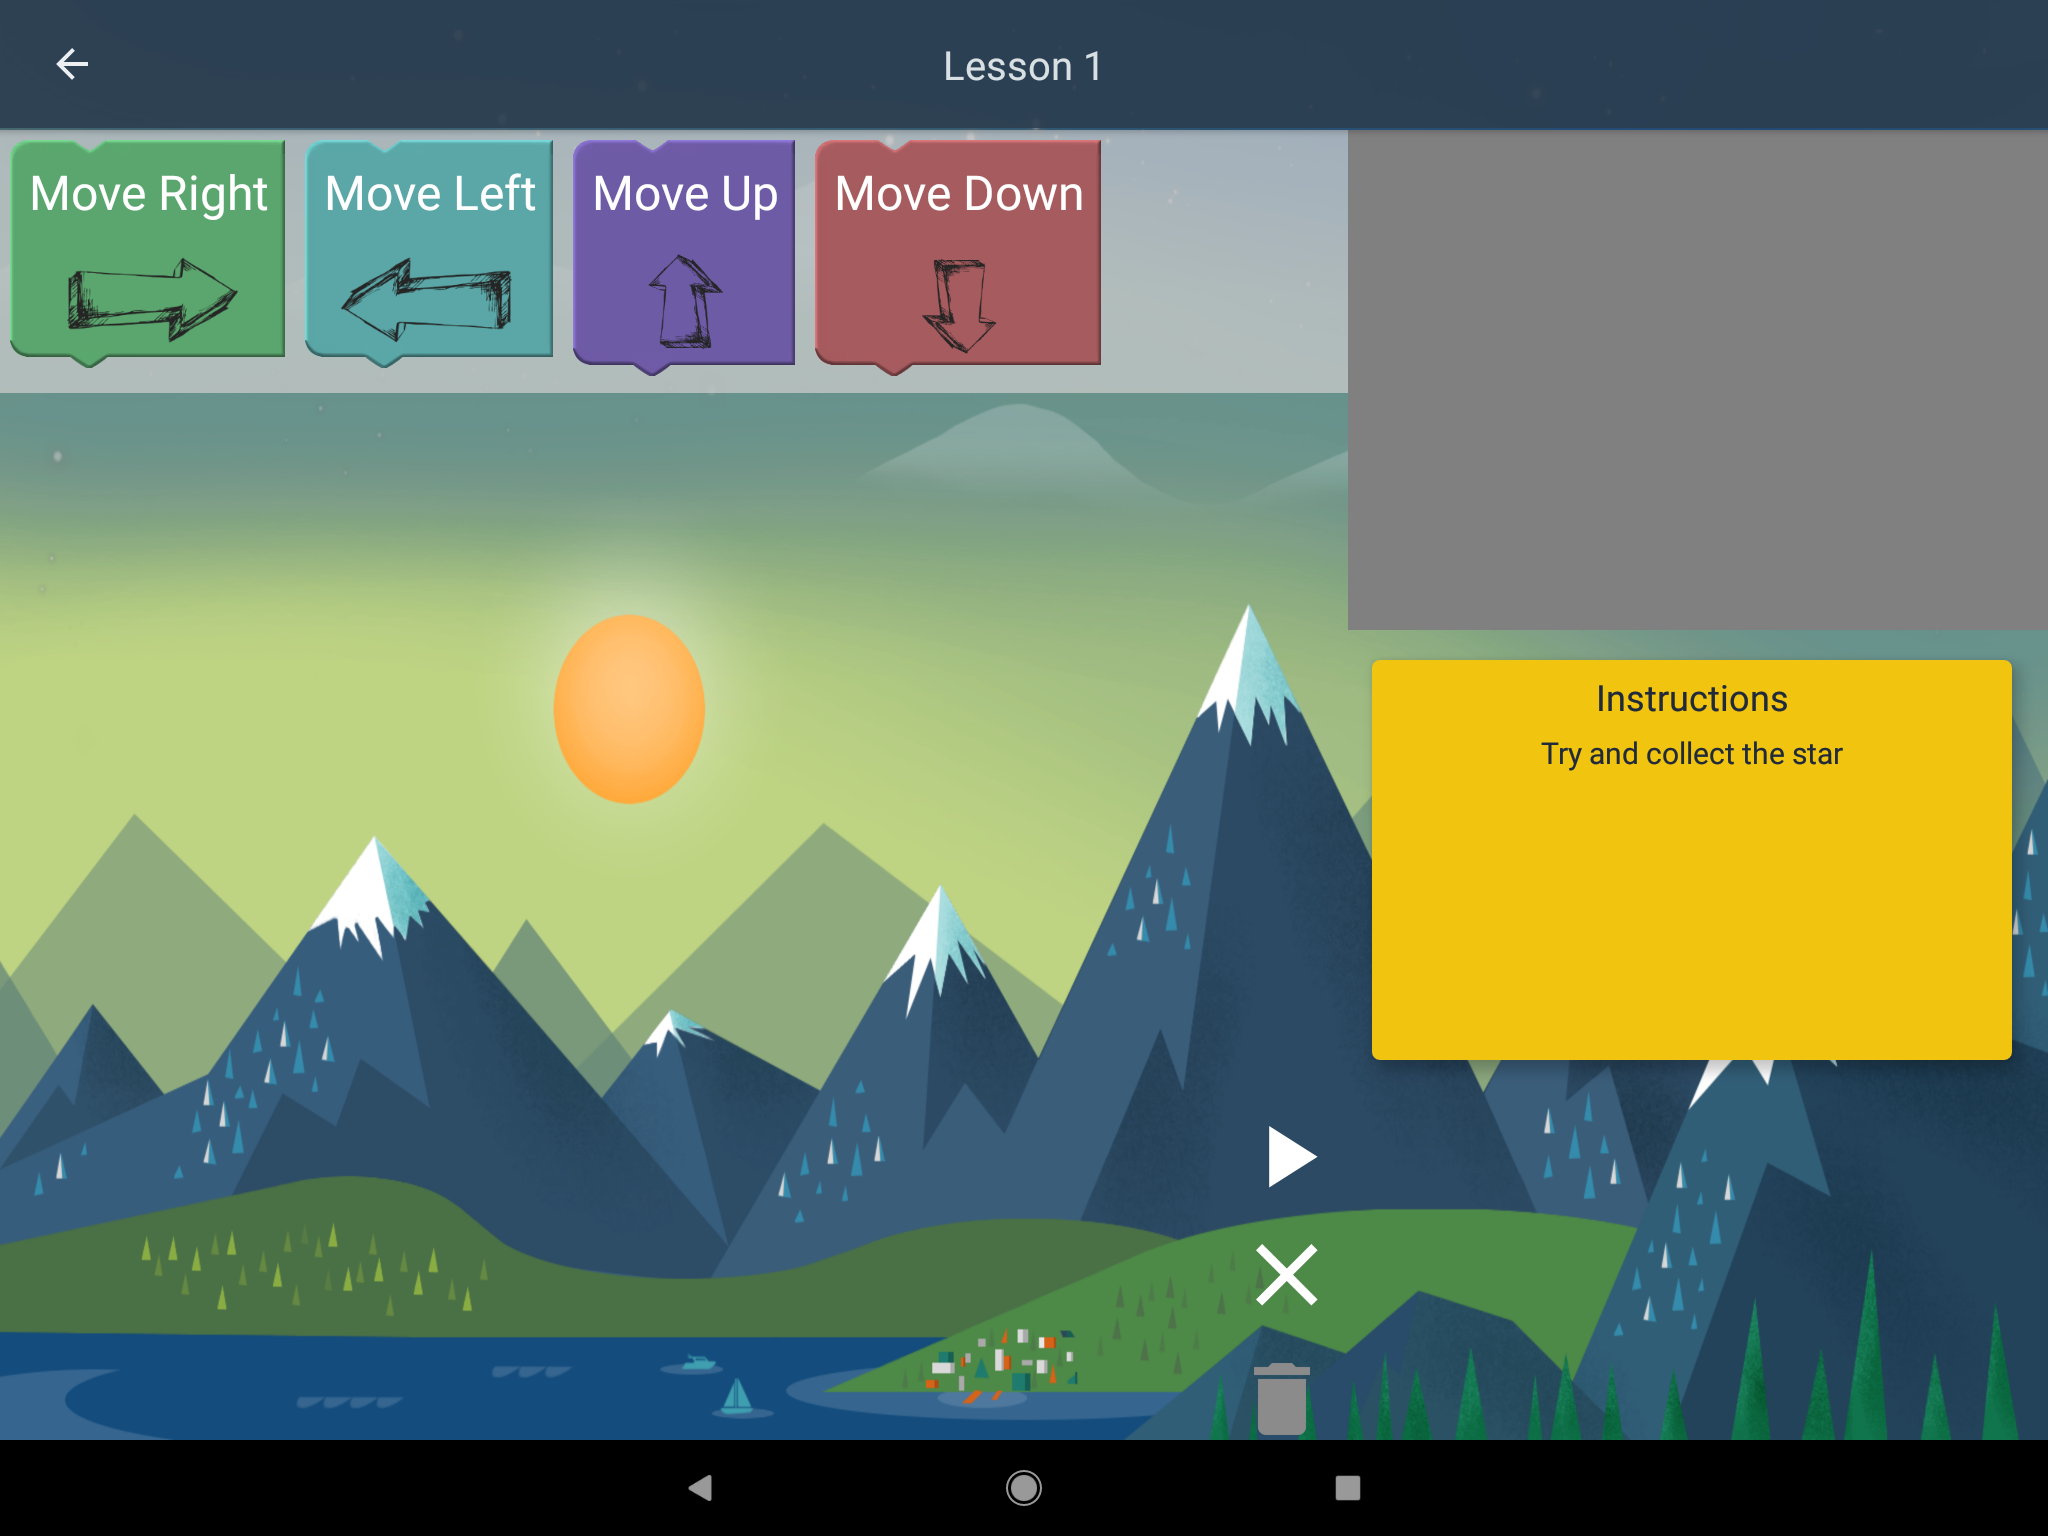 Lesson 1
Move Right
Move Left
Move Up
Move Down
Instructions
Try and collect the star